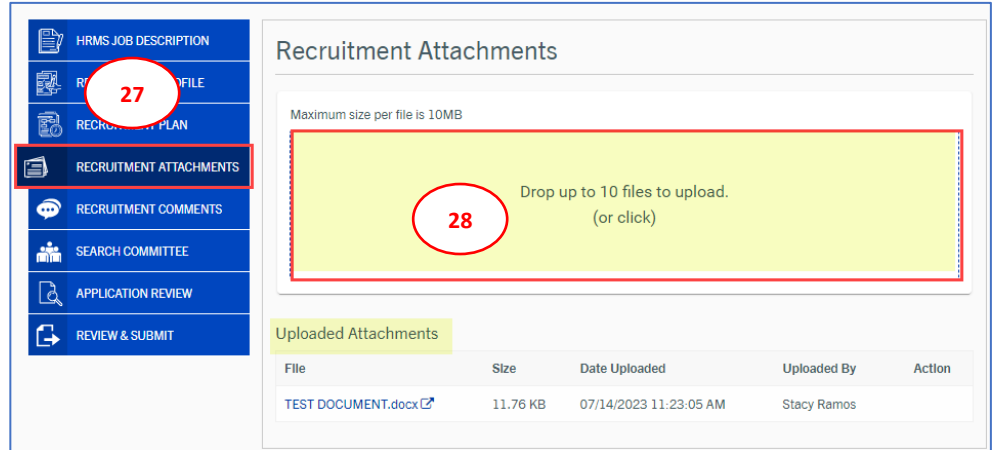 HRMS JOB DESCRIPTION
27
PLAN
RECRUITMENT ATTACHMENTS
RECRUITMENT COMMENTS
SEARCH COMMITTEE
APPLICATION REVIEW
REVIEW & SUBMIT
Recruitment Attachments
Maximum size per file is 10MB
Drop up to 10 files to upload.
(or click)
28
Uploaded Attachments
File Size Date Uploaded Uploaded By Action
TEST DOCUMENT.docx 11.76 KB 07/14/2023 11:23:05 AM Stacy Ramos